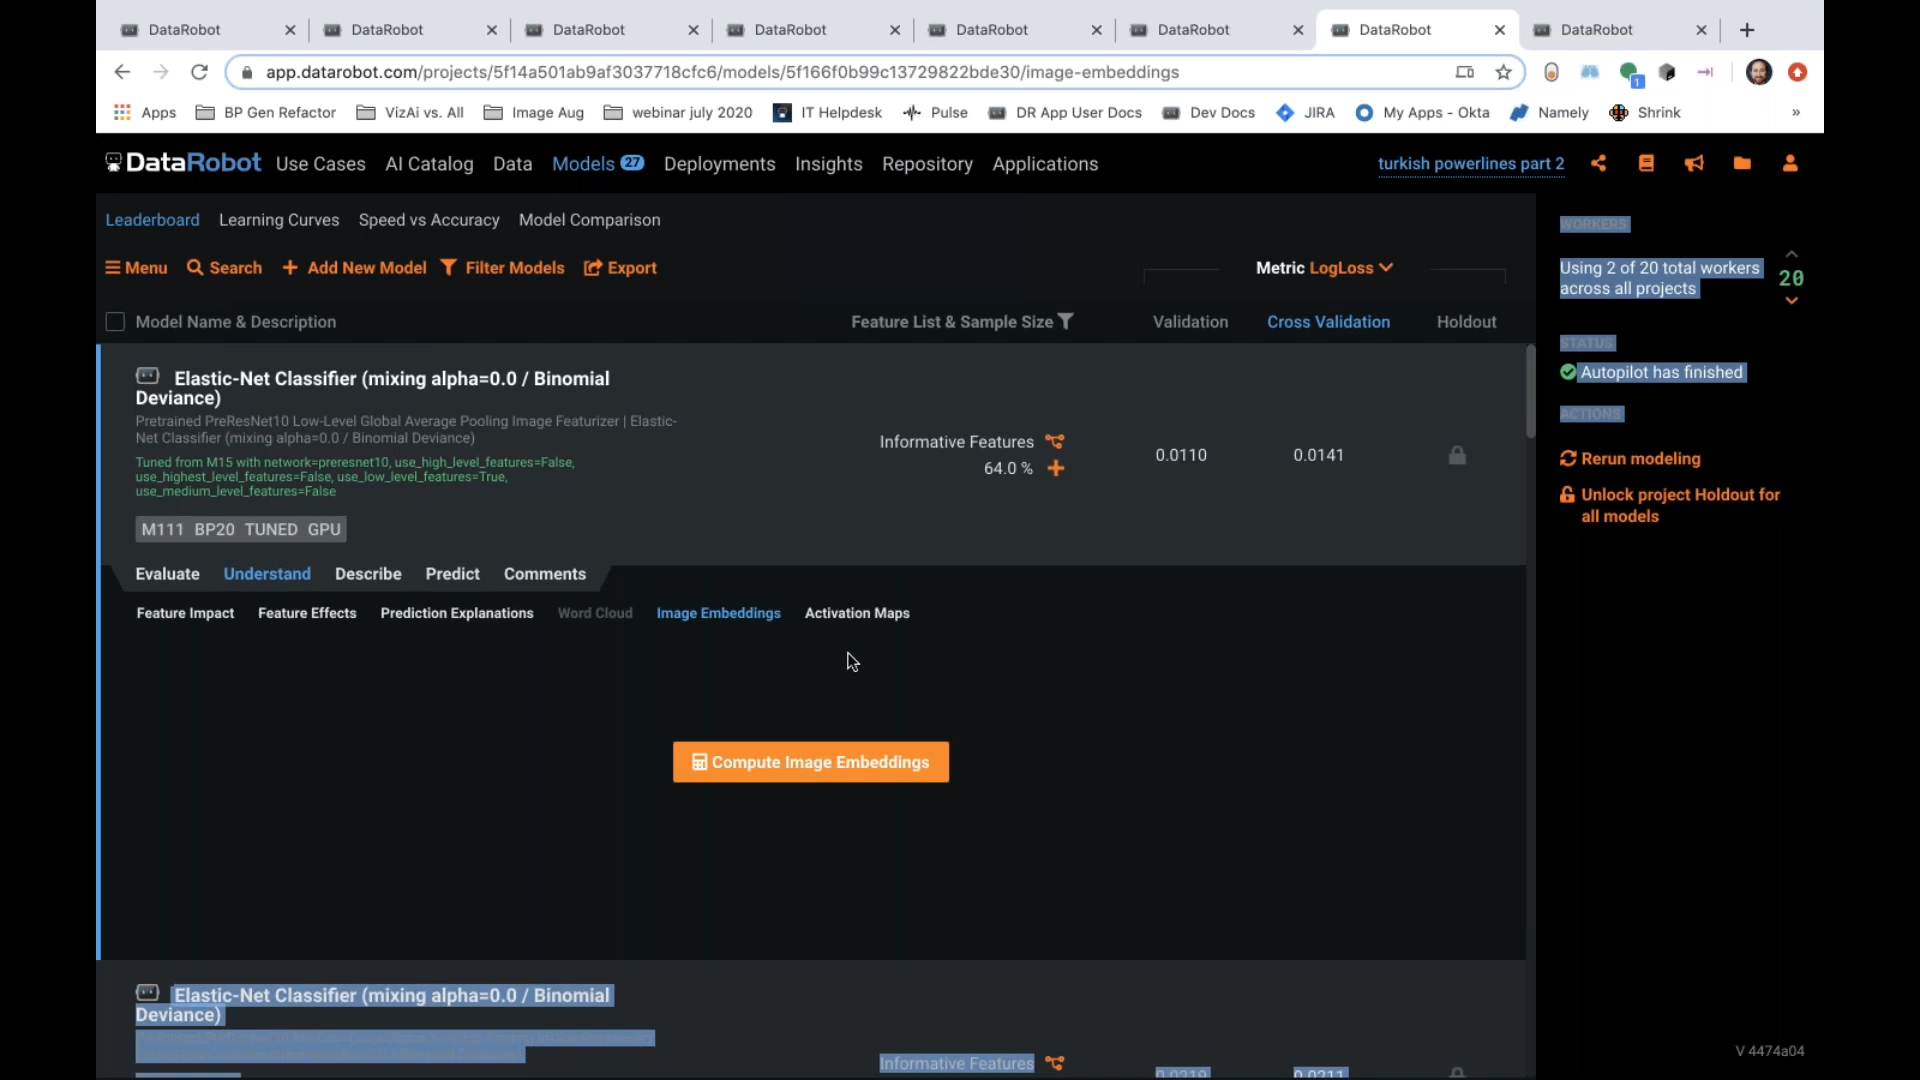 DataRobot DataRobot DataRobot DataRobot DataRobot DataRobot DataRobot DataRobot
app.datarobot.com/projects/5f14a501ab9af3037718cfc6/models/5f166f0b99c13729822bde30/image-embeddings
1
Apps BP Gen Refactor VizAi vs. All Image Aug webinar july 2020 IT Helpdesk Pulse DR App User Docs Dev Docs JIRA My Apps - Okta Namely Shrink »
DataRobot Use Cases AI Catalog Data Models 27 Deployments Insights Repository Applications turkish powerlines part 2
Leaderboard Learning Curves Speed vs Accuracy Model Comparison
WORKERS
Menu Search Add New Model Filter Models Export Metric LogLoss
Using 2 of 20 total workers
across all projects
20
Model Name & Description Feature List & Sample Size Validation Cross Validation Holdout
STATUS
Autopilot has finished
ACTIONS
Rerun modeling
Unlock project Holdout for
all models
Elastic-Net Classifier (mixing alpha=0.0 / Binomial
Deviance)
Pretrained PreResNet10 Low-Level Global Average Pooling Image Featurizer | Elastic-
Net Classifier (mixing alpha=0.0 / Binomial Deviance)
Tuned from M15 with network=preresnet10, use_high_level_features=False,
use_highest_level_features=False, use_low_level_features=True,
use_medium_level_features=False
Informative Features
64.0 %
0.0110 0.0141
M111 BP20 TUNED GPU
Evaluate Understand Describe Predict Comments
Feature Impact Feature Effects Prediction Explanations Word Cloud Image Embeddings Activation Maps
Compute Image Embeddings
Elastic-Net Classifier (mixing alpha=0.0 / Binomial
Deviance)
Informative Features
0.0219 0.0211
V 4474a04